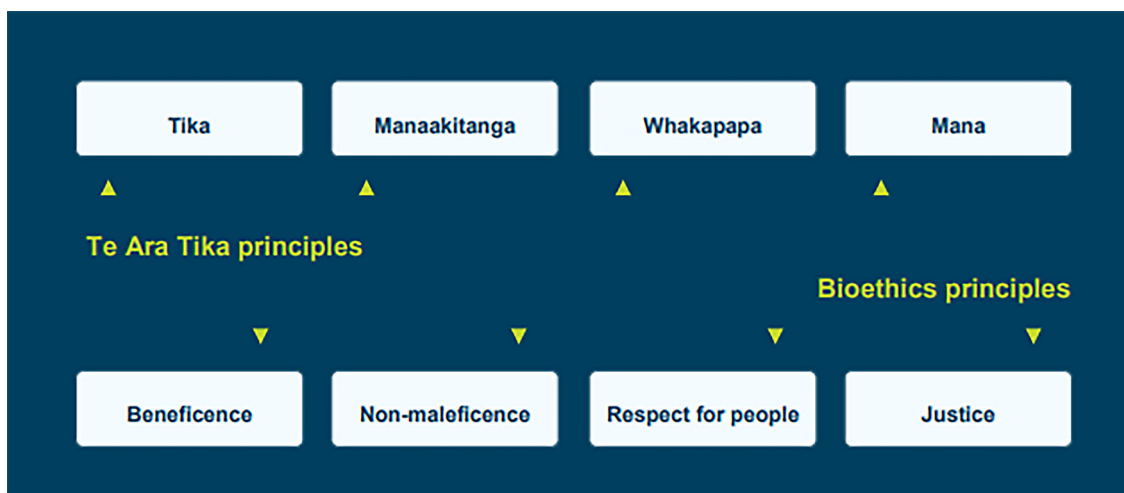 Tika
Manaakitanga
Whakapapa
Mana
Te Ara Tika principles
Bioethics principles
Beneficence
Non-maleficence
Respect for people
Justice